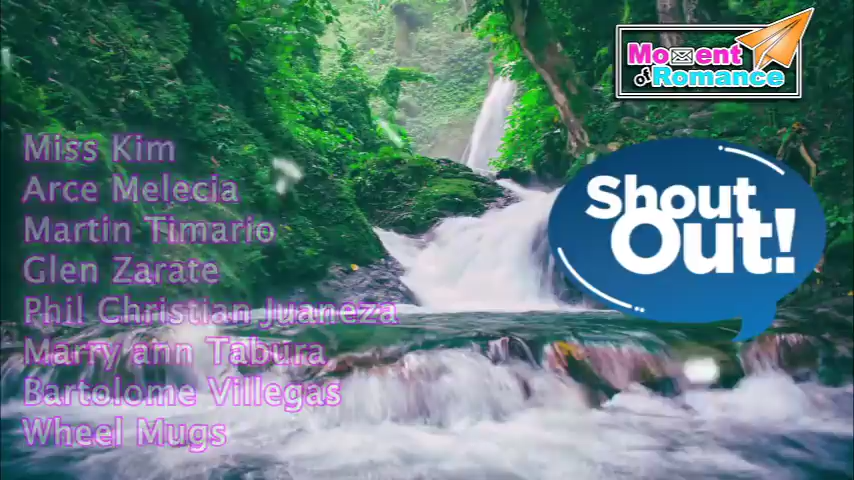 Moment
of Romance
Shout
Out!
Miss Kim
Arce Melecia
Martin Timario
Glen Zarate
Phil Christian Juaneza
Marry ann Tabura
Bartolome Villegas
Wheel Mugs